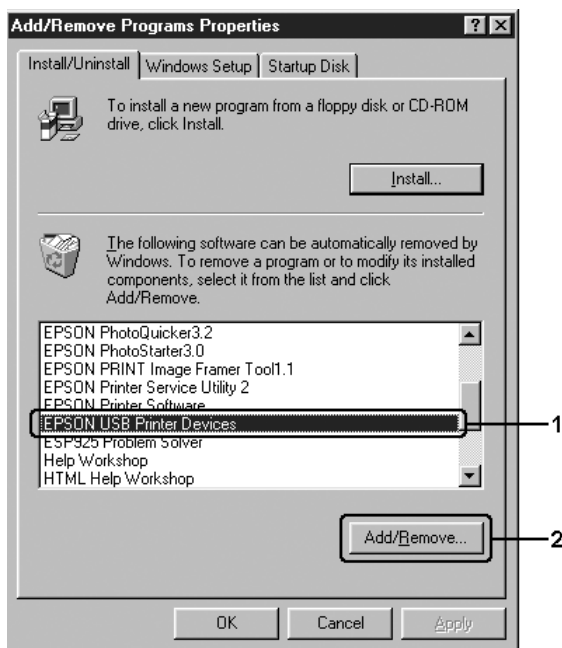 Add/Remove Programs Properties
Install/Uninstall Windows Setup Startup Disk
To install a new program from a floppy disk or CD-ROM
drive, click Install.
Install...
The following software can be automatically removed by
Windows. To remove a program or to modify its installed
components, select it from the list and click
Add/Remove.
EPSON PhotoQuicker3.2
EPSON PhotoStarter3.0
EPSON PRINT Image Framer Tool1.1
EPSON Printer Service Utility 2
EPSON Printer Software
EPSON USB Printer Devices
1
ESP925 Problem Solver
Help Workshop
HTML Help Workshop
Add/Remove...
2
OK Cancel Apply